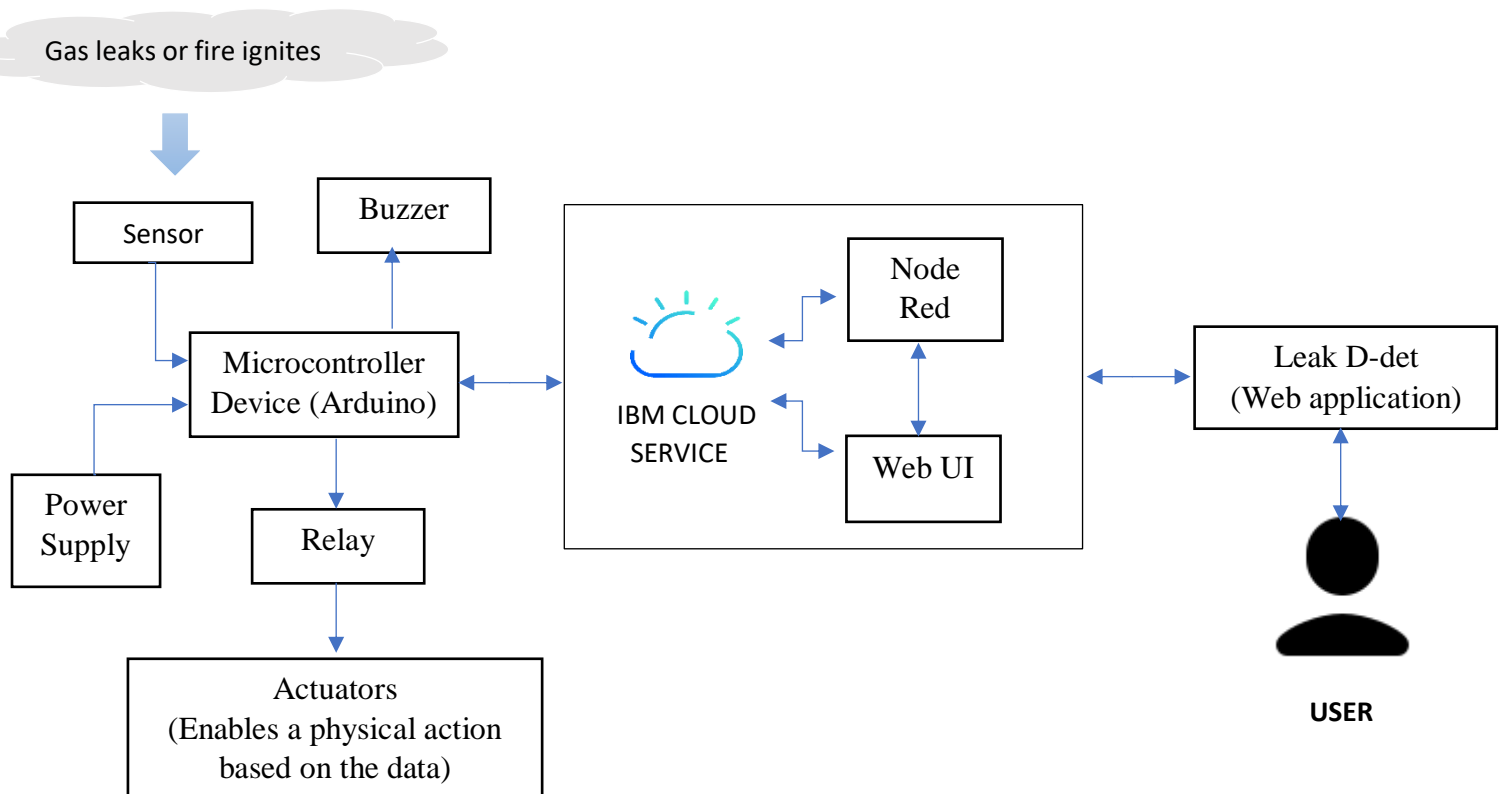 Gas leaks or fire ignites
Sensor
Buzzer
Microcontroller
Device (Arduino)
Power
Supply
Relay
Actuators
(Enables a physical action
based on the data)
IBM CLOUD
SERVICE
Node
Red
Web UI
Leak D-det
(Web application)
USER